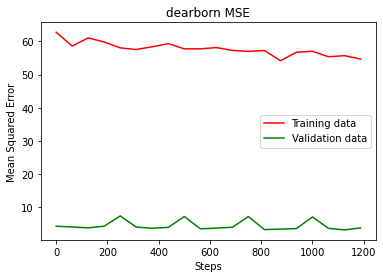 dearborn MSE
Mean Squared Error
60
50
40
30
20
10
Training data
Validation data
0 200 400 600 800 1000 1200
Steps